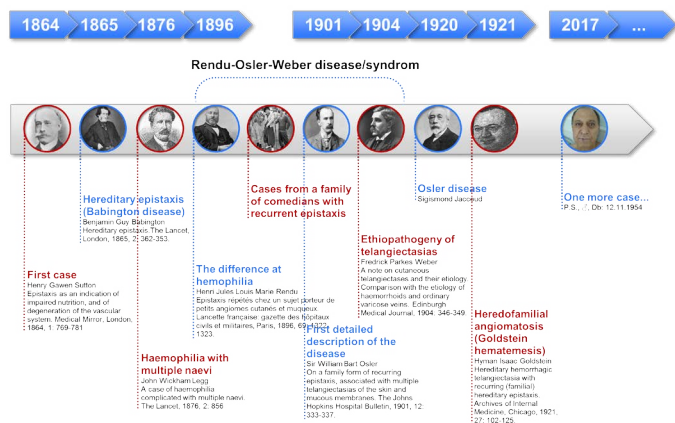 1864 1865 1876 1896 1901 1904 1920 1921 2017 ...
Rendu-Osler-Weber disease/syndrom
First case
Henry Gawen Sutton
Epistaxis as an indication of
impaired nutrition, and of
degeneration of the vascular
system. Medical Mirror. London,
1864, 1: 769-781
Hereditary epistaxis
(Babington disease)
Benjamin Guy Babington
Hereditary epistaxis.The Lancet,
London, 1865, 2: 362-353.
Haemophilia with
multiple naevi
John Wickham Legg
A case of haemophilia
complicated with multiple naevi.
The Lancet, 1876, 2: 856
The difference at
hemophilia
Henri Jules Louis Marie Rendu
Epistaxis répétés chez un sujet porteur de
petits angiomes cutanés et muqueux.
Lancette française: gazette des hôpitaux
civils et militaires, Paris, 1896, 69:
1323.
Cases from a family
of comedians with
recurrent epistaxis
First detailed
description of the
disease
Sir William Bart Osler
On a family form of recurring
epistaxis, associated with multiple
telangiectasias of the skin and
mucous membranes. The Johns
Hopkins Hospital Bulletin, 1901, 12:
333-337.
Ethiopathogeny of
telangiectasias
Fredrick Parkes Weber
A note on cutaneous
telangiectases and their etiology.
Comparison with the etiology of
haemorrhoids and ordinary
varicose veins. Edinburgh
Medical Journal, 1904: 346-349.
Osler disease
Sigismond Jaccoud
Heredofamilial
angiomatosis
(Goldstein
hematemesis)
Hyman Isaac Goldstein
Hereditary hemorrhagic
telangiectasia with
recurring (familial)
hereditary epistaxis.
Archives of Internal
Medicine, Chicago, 1921,
27: 102-125.
One more case...
P.S., Ob: 12.11.1954